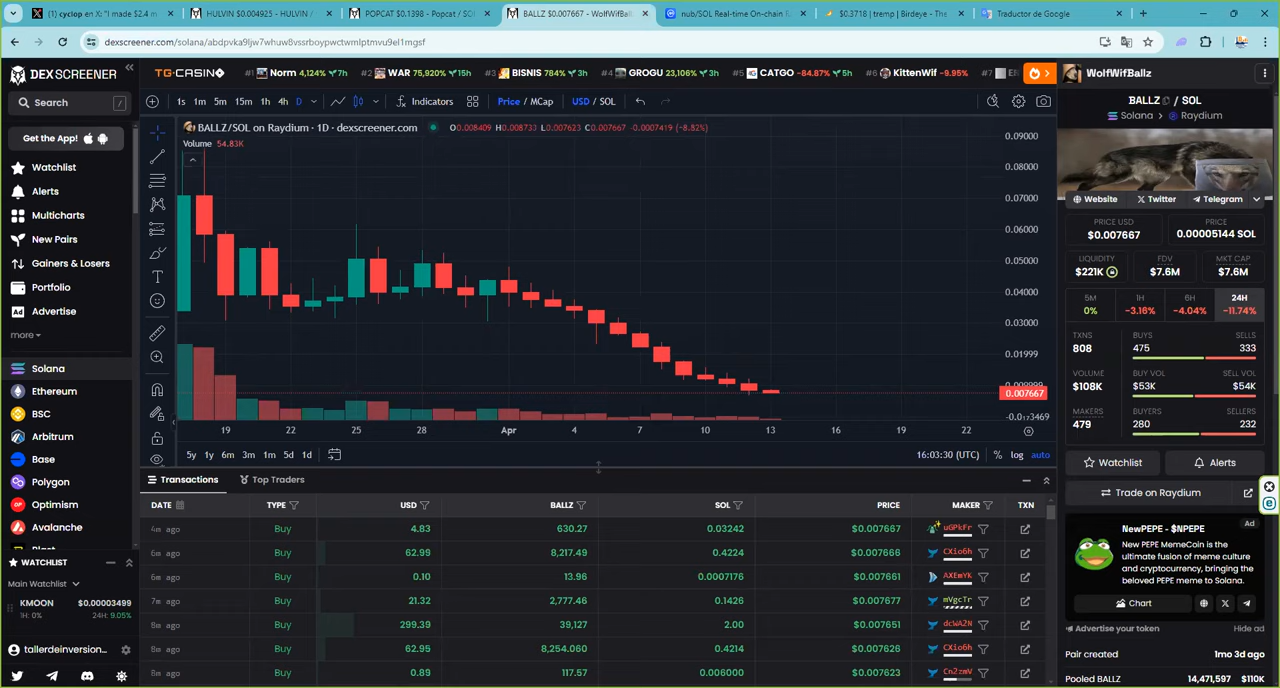 cyclop en X: "I made $2.4 m
HULVIN $0.004925 - HULVIN /
POPCAT $0.1398 - Popcat / SO
BALLZ $0.007667 - WolfWifBal
nub/SOL Real-time On-chain
$0.3718 | tremp | Birdeye - The
Traductor de Google
dexscreener.com/solana/abdpvka9ljw7whuw8vssrboypwctwmlptmvu9el1mgsf
DEX SCREENER
TG.CASINO
#1 Norm 4,124% 7h
#2 WAR 75,920% 15h
#3 BISNIS 784% 3h
#4 GROGU 23,106% 3h
#5 CATGO -84.87% 5h
#6 KittenWif -9.95%
#7
WolfWifBallz
Search /
Get the App!
Watchlist
Alerts
Multicharts
New Pairs
Gainers & Losers
Portfolio
Advertise
more
Solana
Ethereum
BSC
Arbitrum
Base
Polygon
Optimism
Avalanche
WATCHLIST
Main Watchlist
KMOON $0.00003499
1H: 0% 24H: 9.05%
tallerdeinversion...
1s 1m 5m 15m 1h 4h D
Indicators
Price / MCap
USD / SOL
BALLZ/SOL on Raydium · 1D · dexscreener.com
O0.008409 H0.008733 L0.007623 C0.007667 -0.0007419 (-8.82%)
Volume 54.83K
0.09000
0.08000
0.07000
0.06000
0.05000
0.04000
0.03000
0.01999
0.007667
19 22 25 28 Apr 4 7 10 13 16 19 22
5y 1y 6m 3m 1m 5d 1d
16:03:30 (UTC) % log auto
Transactions Top Traders
DATE TYPE USD BALLZ SOL PRICE MAKER TXN
4m ago Buy 4.83 630.27 0.03242 $0.007667 uGPkFr
6m ago Buy 62.99 8,217.49 0.4224 $0.007666 CXio6h
6m ago Buy 0.10 13.96 0.0007176 $0.007661 AXEmYK
7m ago Buy 21.32 2,777.46 0.1426 $0.007677 mVgcTr
8m ago Buy 299.39 39,127 2.00 $0.007651 dcWA2N
8m ago Buy 62.95 8,254.060 0.4214 $0.007626 CXio6h
8m ago Buy 0.89 117.57 0.006000 $0.007623 Cn2zmV
BALLZ / SOL
Solana > Raydium
Website Twitter Telegram
PRICE USD
$0.007667
PRICE
0.00005144 SOL
LIQUIDITY
$221K
FDV
$7.6M
MKT CAP
$7.6M
5M
0%
1H
-3.16%
6H
-4.04%
24H
-11.74%
TXNS
808
BUYS
475
SELLS
333
VOLUME
$108K
BUY VOL
$53K
SELL VOL
$54K
MAKERS
479
BUYERS
280
SELLERS
232
Watchlist
Alerts
Trade on Raydium
NewPEPE - $NPEPE
Ad
New PEPE MemeCoin is the
ultimate fusion of meme culture
and cryptocurrency, bringing the
beloved PEPE meme to Solana.
Chart
Advertise your token
Hide ad
Pair created 1mo 3d ago
Pooled BALLZ 14,471,597 $110K